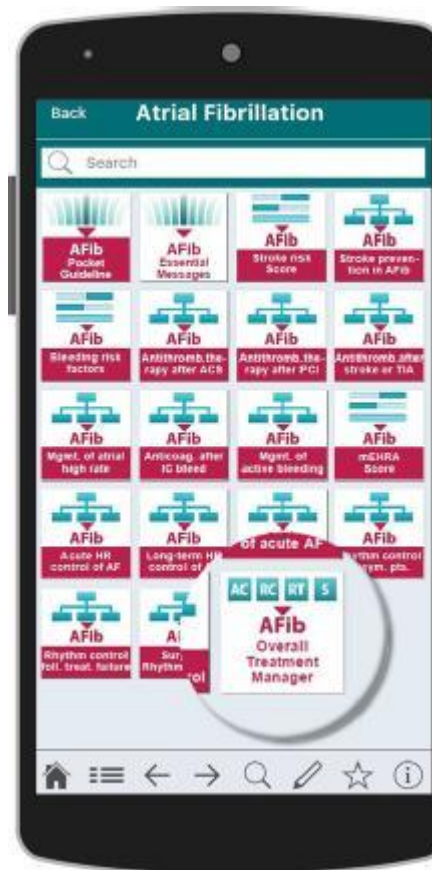 Back Atrial Fibrillation
Search
AFib AFib AFib AFib
Pocket Essential Stroke risk Stroke preven-
Guideline Messages Score tion in AFib
AFib AFib AFib AFib
Bleeding risk Antithromb. the- Antithromb. the- Antithromb. after
factors rapy after ACS rapy after PCI stroke or TIA
AFib AFib AFib AFib
Mgmt. of atrial Anticoag. after Mgmt. of mEHRA
high rate IC bleed active bleeding Score
AFib AFib AFib AFib
Acute HR Long-term HR of acute AF
control of AF control of
AC RC RT S
AFib
AFib
Overall
Treatment
Manager
Rhythm control
foll. treat. failure Rhythm